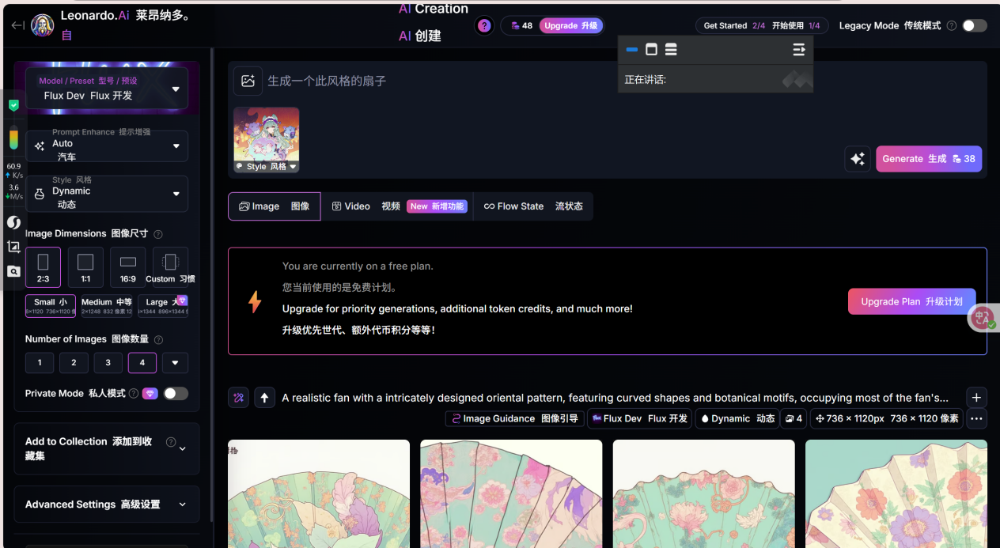 Leonardo.Ai 莱昂纳多。
自
AI Creation
AI 创建
?
48
Upgrade 升级
Get Started 2/4 开始使用 1/4
Legacy Mode 传统模式 ?
正在讲话:
Model / Preset 型号 / 预设
Flux Dev Flux 开发
Prompt Enhance 提示增强
Auto
汽车
Style 风格
Dynamic
动态
60.9
K/s
3.6
M/s
Image Dimensions 图像尺寸 ?
2:3
1:1
16:9
Custom 习惯
Small 小
Medium 中等
Large
736×1120
832 像素
896×1344
Number of Images 图像数量 ?
1
2
3
4
Private Mode 私人模式 ?
Add to Collection 添加到收
藏集
?
Advanced Settings 高级设置
生成一个此风格的扇子
Style 风格
Generate 生成 38
Image 图像
Video 视频 New 新增功能
Flow State 流状态
You are currently on a free plan.
您当前使用的是免费计划。
Upgrade for priority generations, additional token credits, and much more!
升级优先世代、额外代币积分等等！
Upgrade Plan 升级计划
中 A
A realistic fan with a intricately designed oriental pattern, featuring curved shapes and botanical motifs, occupying most of the fan's...
Image Guidance 图像引导
Flux Dev Flux 开发
Dynamic 动态
4
736 × 1120px 736 × 1120 像素